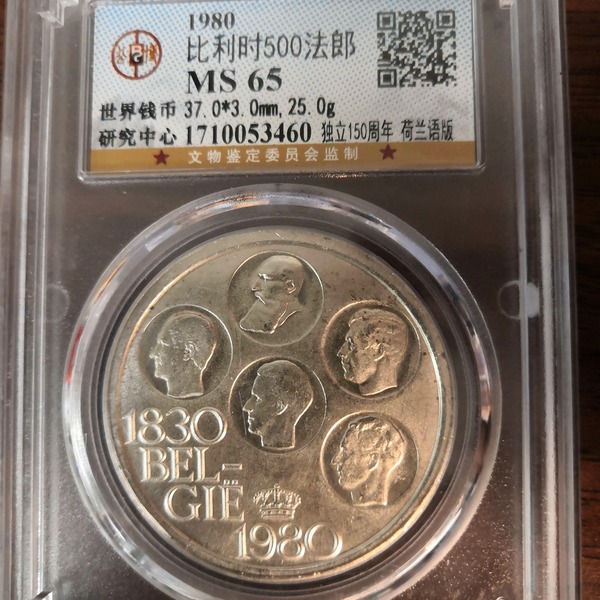 1980
比利时500法郎
MS 65
世界钱币 37.0*3.0mm,25.0g
研究中心 1710053460 独立150周年 荷兰语版
文物鉴定委员会监制
1830
BEL-
GIË
1980